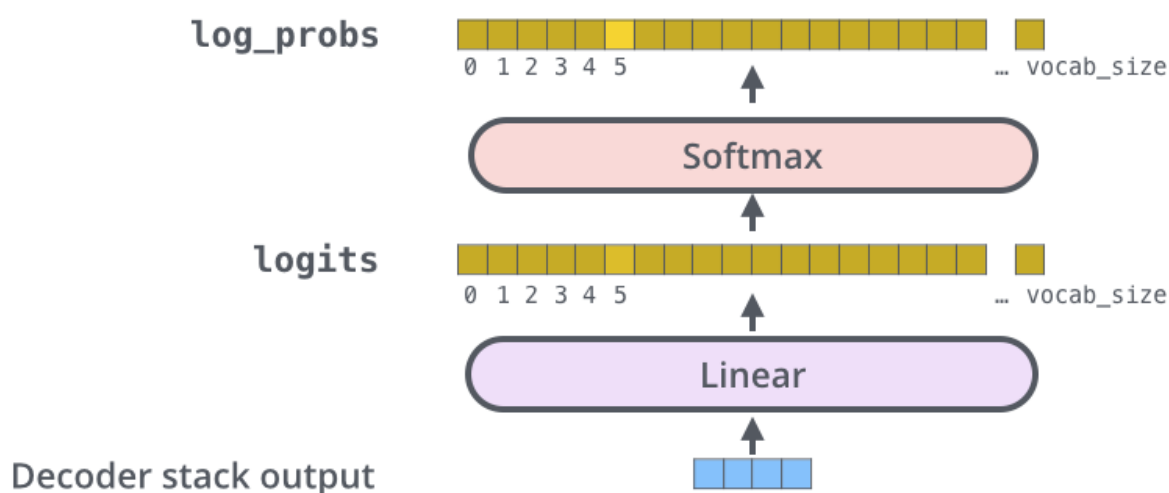 log_probs
0 1 2 3 4 5 … vocab_size
Softmax
logits
0 1 2 3 4 5 … vocab_size
Linear
Decoder stack output